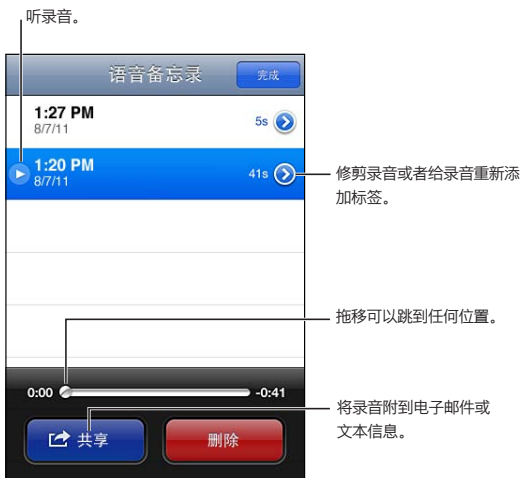 听录音。
语音备忘录 完成
1:27 PM
8/7/11
5s
1:20 PM
8/7/11
41s
修剪录音或者给录音重新添
加标签。
拖移可以跳到任何位置。
0:00 -0:41
将录音附到电子邮件或
文本信息。
共享 删除